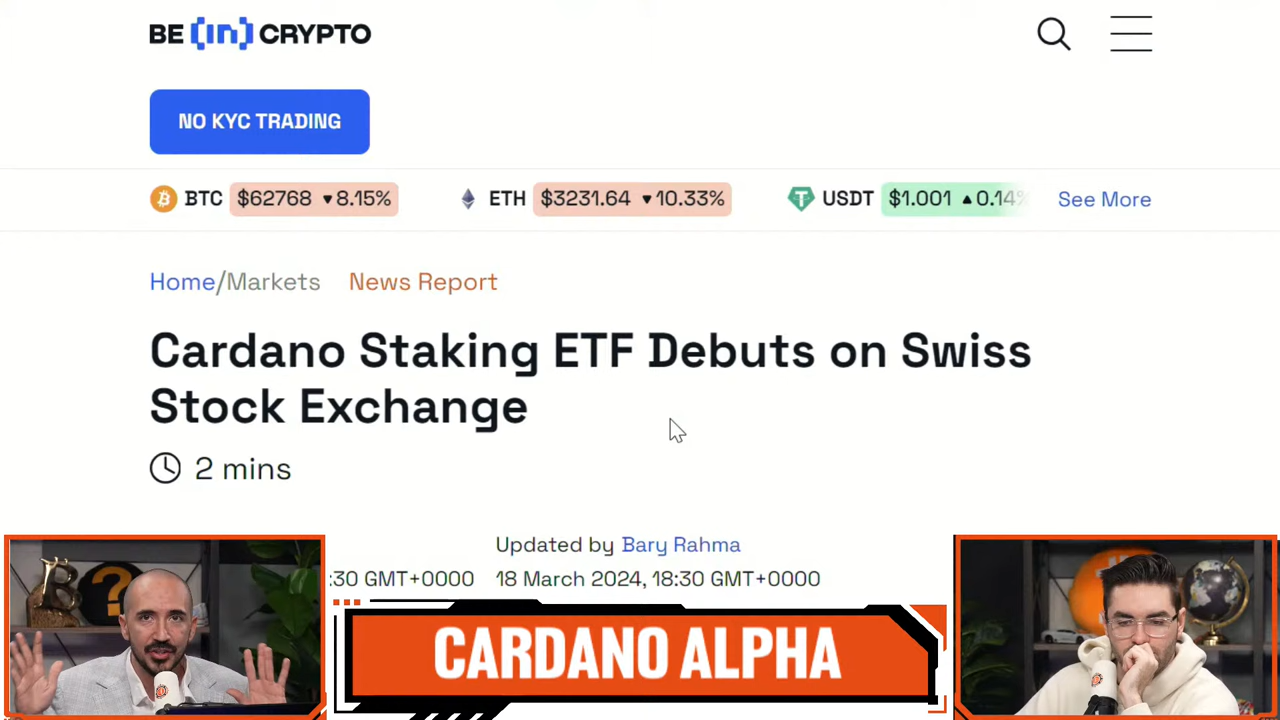 BE [in] CRYPTO
NO KYC TRADING
BTC $62768 ▼8.15% ETH $3231.64 ▼10.33% USDT $1.001 ▲0.14% See More
Home/Markets News Report
Cardano Staking ETF Debuts on Swiss
Stock Exchange
2 mins
Updated by Bary Rahma
:30 GMT+0000 18 March 2024, 18:30 GMT+0000
CARDANO ALPHA